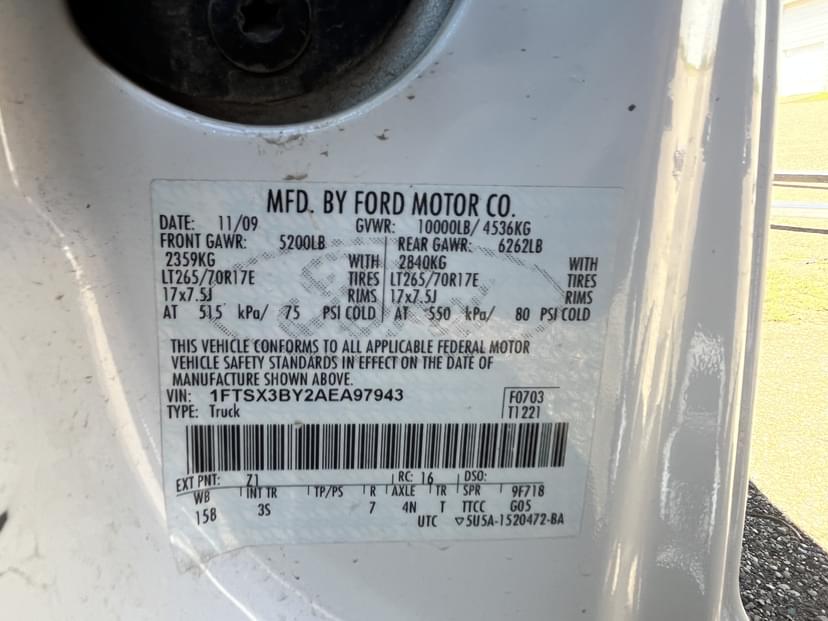 MFD. BY FORD MOTOR CO.
DATE: 11/09 GVWR: 10000LB/ 4536KG
FRONT GAWR: 5200LB REAR GAWR: 6262LB
2359KG WITH 2840KG WITH
LT265/70R17E TIRES LT265/70R17E TIRES
17x7.5J RIMS 17x7.5J RIMS
AT 515 kPa/ 75 PSI COLD AT 550 kPa/ 80 PSI COLD
THIS VEHICLE CONFORMS TO ALL APPLICABLE FEDERAL MOTOR
VEHICLE SAFETY STANDARDS IN EFFECT ON THE DATE OF
MANUFACTURE SHOWN ABOVE.
VIN: 1FTSX3BY2AEA97943 F0703
TYPE: Truck T1221
EXT PNT: Z1 RC: 16 DSO:
WB INT TR TP/PS R AXLE TR SPR 9F718
158 3S 7 4N T TTCC G05
UTC ▽5U5A-1520472-BA